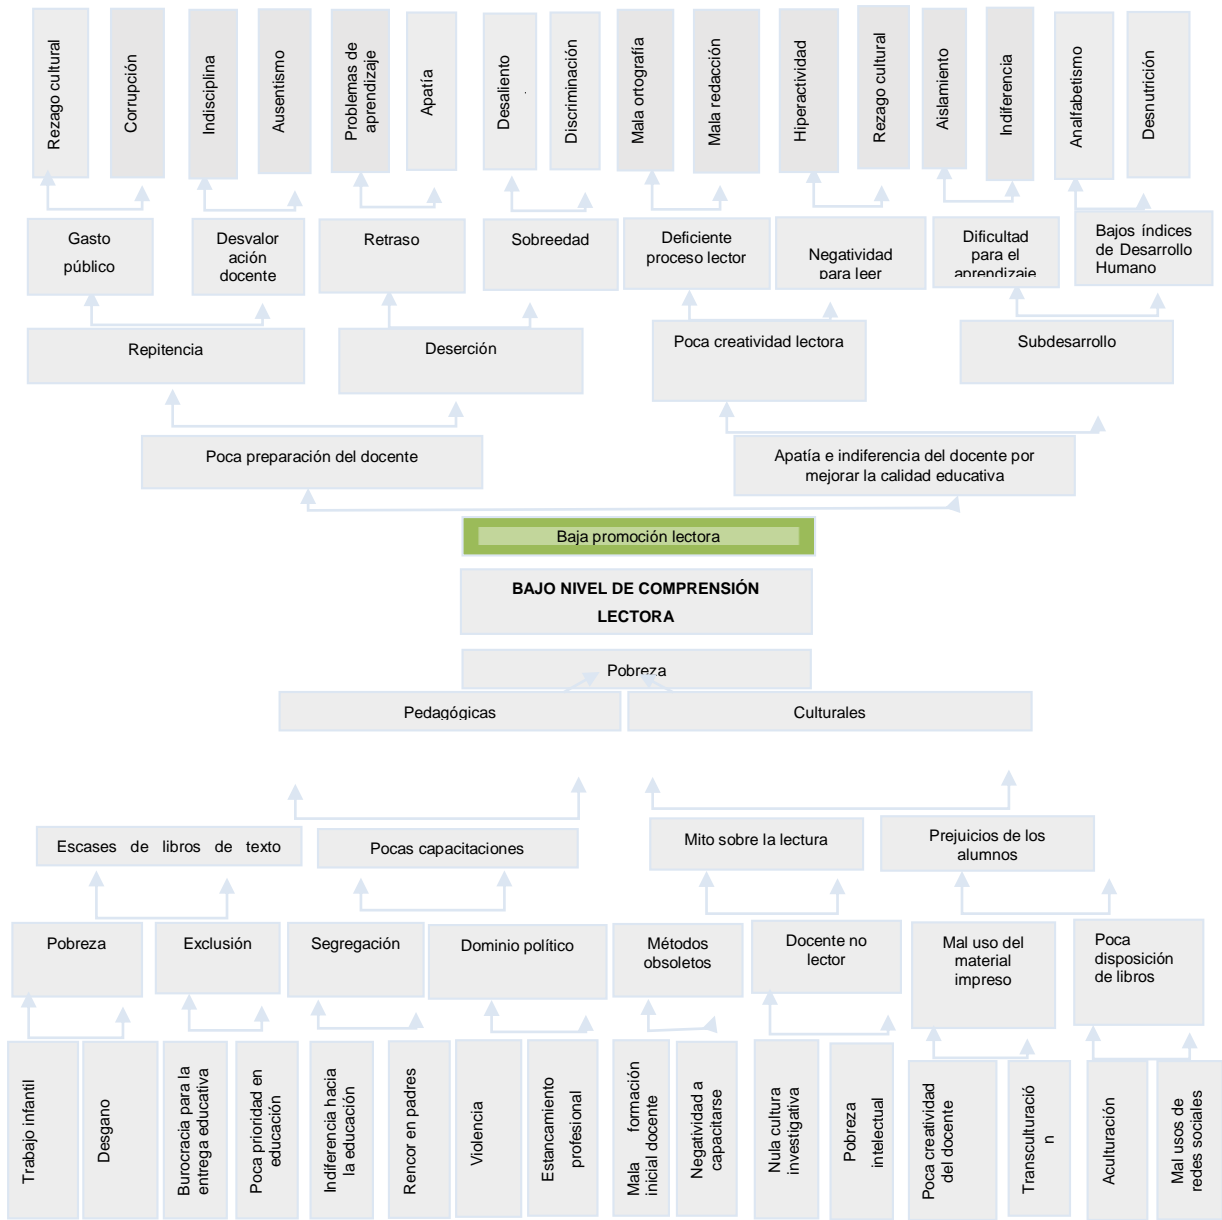 Rezago cultural
Corrupción
Indisciplina
Ausentismo
Problemas de
aprendizaje
Apatía
Desaliento
.
Discriminación
Mala ortografía
Mala redacción
Hiperactividad
Rezago cultural
Aislamiento
Indiferencia
Analfabetismo
Desnutrición
Gasto
público
Desvalor
ación
docente
Retraso
Sobreedad
Deficiente
proceso lector
Negatividad
para leer
Dificultad
para el
aprendizaje
Bajos índices
de Desarrollo
Humano
Repitencia
Deserción
Poca creatividad lectora
Subdesarrollo
Poca preparación del docente
Apatía e indiferencia del docente por
mejorar la calidad educativa
Baja promoción lectora
BAJO NIVEL DE COMPRENSIÓN
LECTORA
Pobreza
Pedagógicas
Culturales
Escases de libros de texto
Pocas capacitaciones
Mito sobre la lectura
Prejuicios de los
alumnos
Pobreza
Exclusión
Segregación
Dominio político
Métodos
obsoletos
Docente no
lector
Mal uso del
material
impreso
Poca
disposición
de libros
Trabajo infantil
Desgano
Burocracia para la
entrega educativa
Poca prioridad en
educación
Indiferencia hacia
la educación
Rencor en padres
Violencia
Estancamiento
profesional
Mala formación
inicial docente
Negatividad a
capacitarse
Nula cultura
investigativa
Pobreza
intelectual
Poca creatividad
del docente
Transculturació
n
Aculturación
Mal usos de
redes sociales